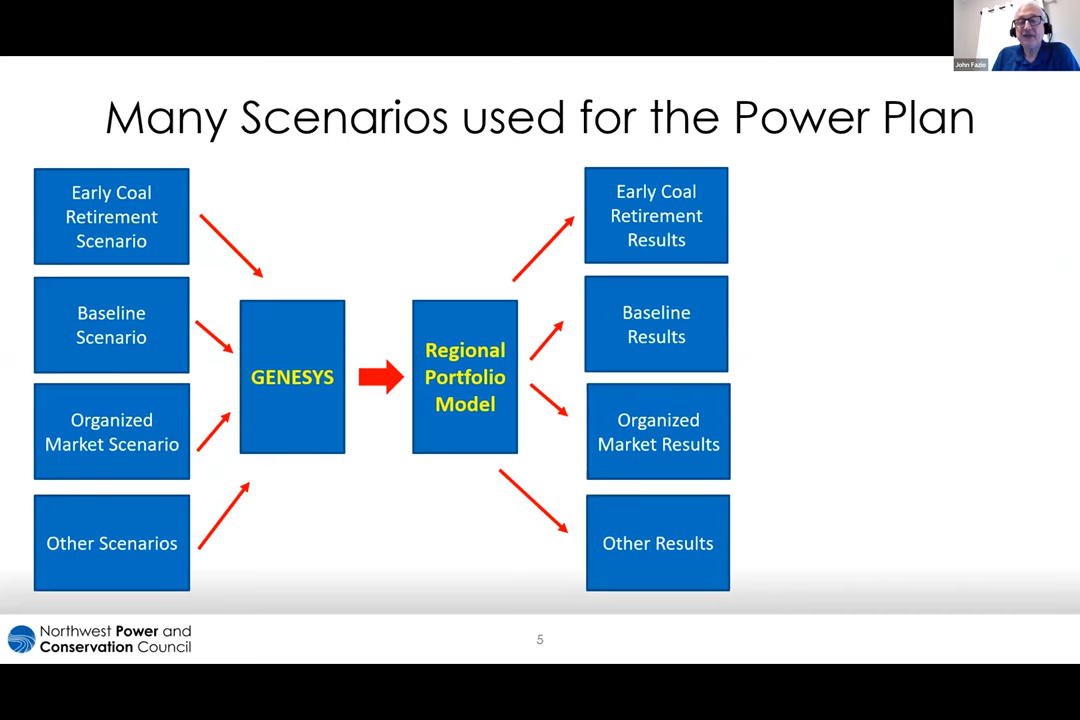 John Fazio
Many Scenarios used for the Power Plan
Early Coal
Retirement
Scenario
Baseline
Scenario
Organized
Market Scenario
Other Scenarios
GENESYS
Regional
Portfolio
Model
Early Coal
Retirement
Results
Baseline
Results
Organized
Market Results
Other Results
Northwest Power and
Conservation Council
5